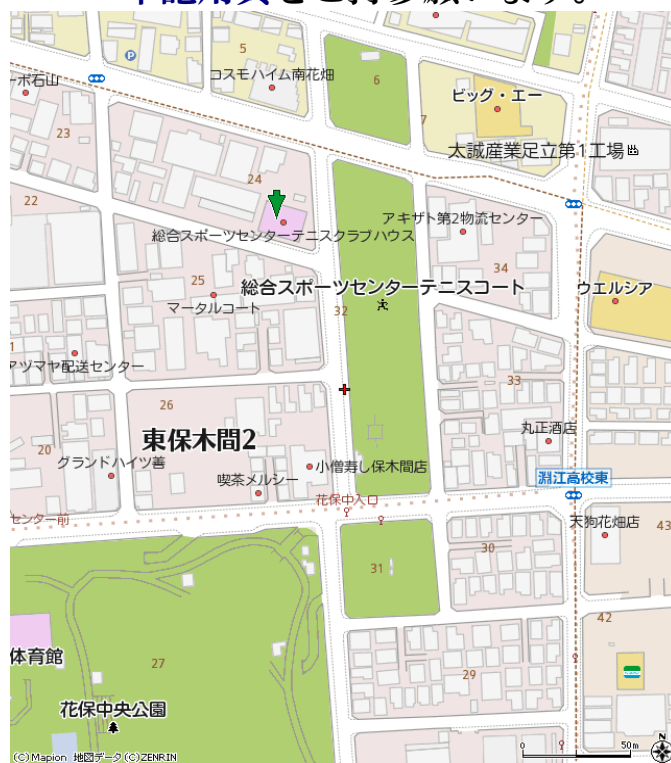 コスモハイム南花畑
5
6
ーポ石山
ビッグ・エー
7
23
太誠産業足立第1工場
24
22
アキザト第2物流センター
総合スポーツセンターテニスクラブハウス
34
25
総合スポーツセンターテニスコート
ウエルシア
マータルコート
32
アヅマヤ配送センター
33
26
丸正酒店
東保木間2
20
グランドハイツ善
小僧寿し保木間店
喫茶メルシー
淵江高校東
花保中入口
センター前
天狗花畑店
43
30
31
42
体育館
27
29
花保中央公園
50m
N
(C)Mapion 地図データ(C)ZENRIN